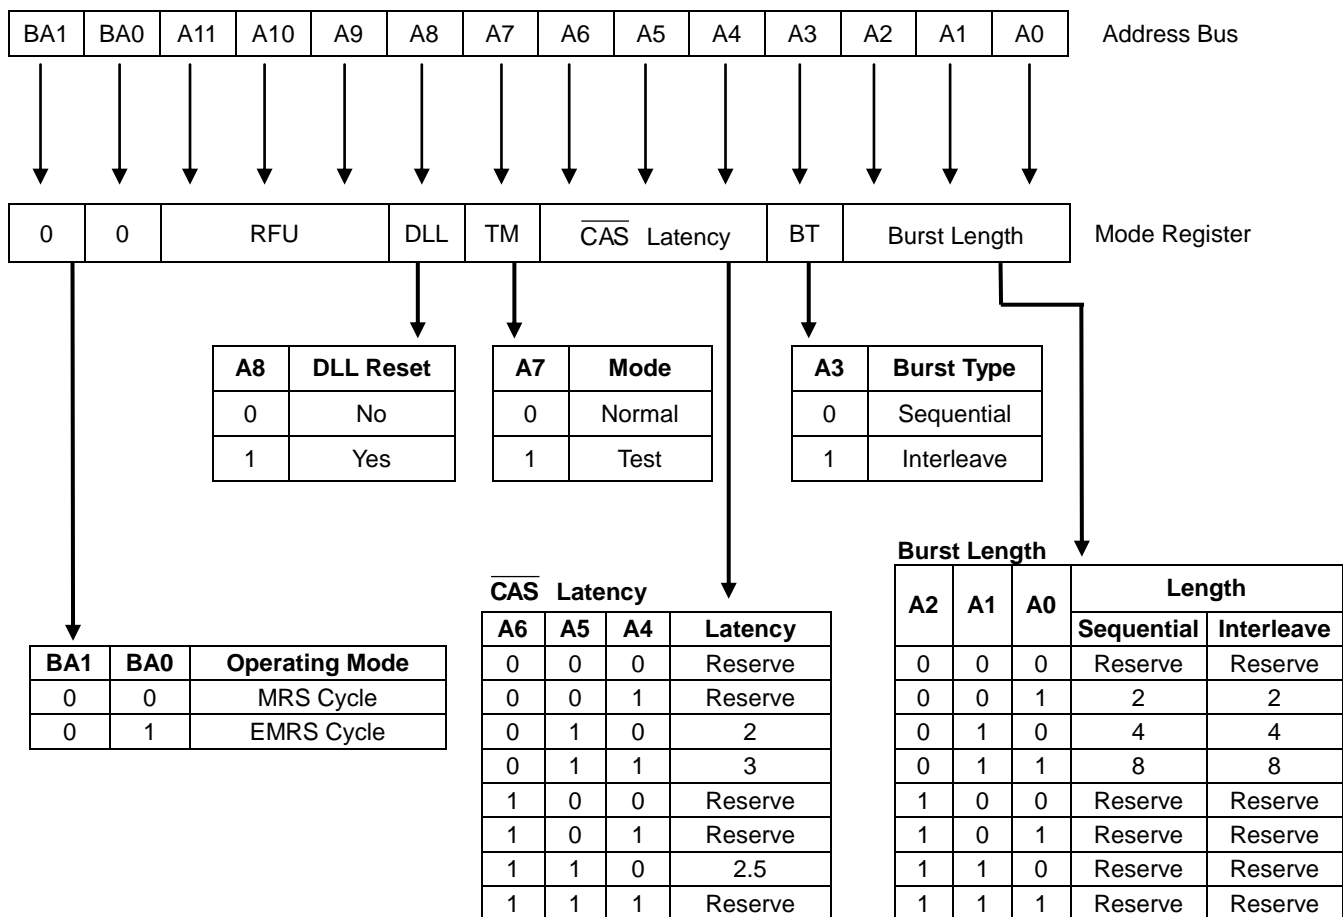 BA1 BA0 A11 A10 A9 A8 A7 A6 A5 A4 A3 A2 A1 A0 Address Bus
0 0 RFU DLL TM CAS Latency BT Burst Length Mode Register
A8 DLL Reset
0 No
1 Yes
A7 Mode
0 Normal
1 Test
A3 Burst Type
0 Sequential
1 Interleave
BA1 BA0 Operating Mode
0 0 MRS Cycle
0 1 EMRS Cycle
CAS Latency
A6 A5 A4 Latency
0 0 0 Reserve
0 0 1 Reserve
0 1 0 2
0 1 1 3
1 0 0 Reserve
1 0 1 Reserve
1 1 0 2.5
1 1 1 Reserve
Burst Length
A2 A1 A0 Length
Sequential Interleave
0 0 0 Reserve Reserve
0 0 1 2 2
0 1 0 4 4
0 1 1 8 8
1 0 0 Reserve Reserve
1 0 1 Reserve Reserve
1 1 0 Reserve Reserve
1 1 1 Reserve Reserve